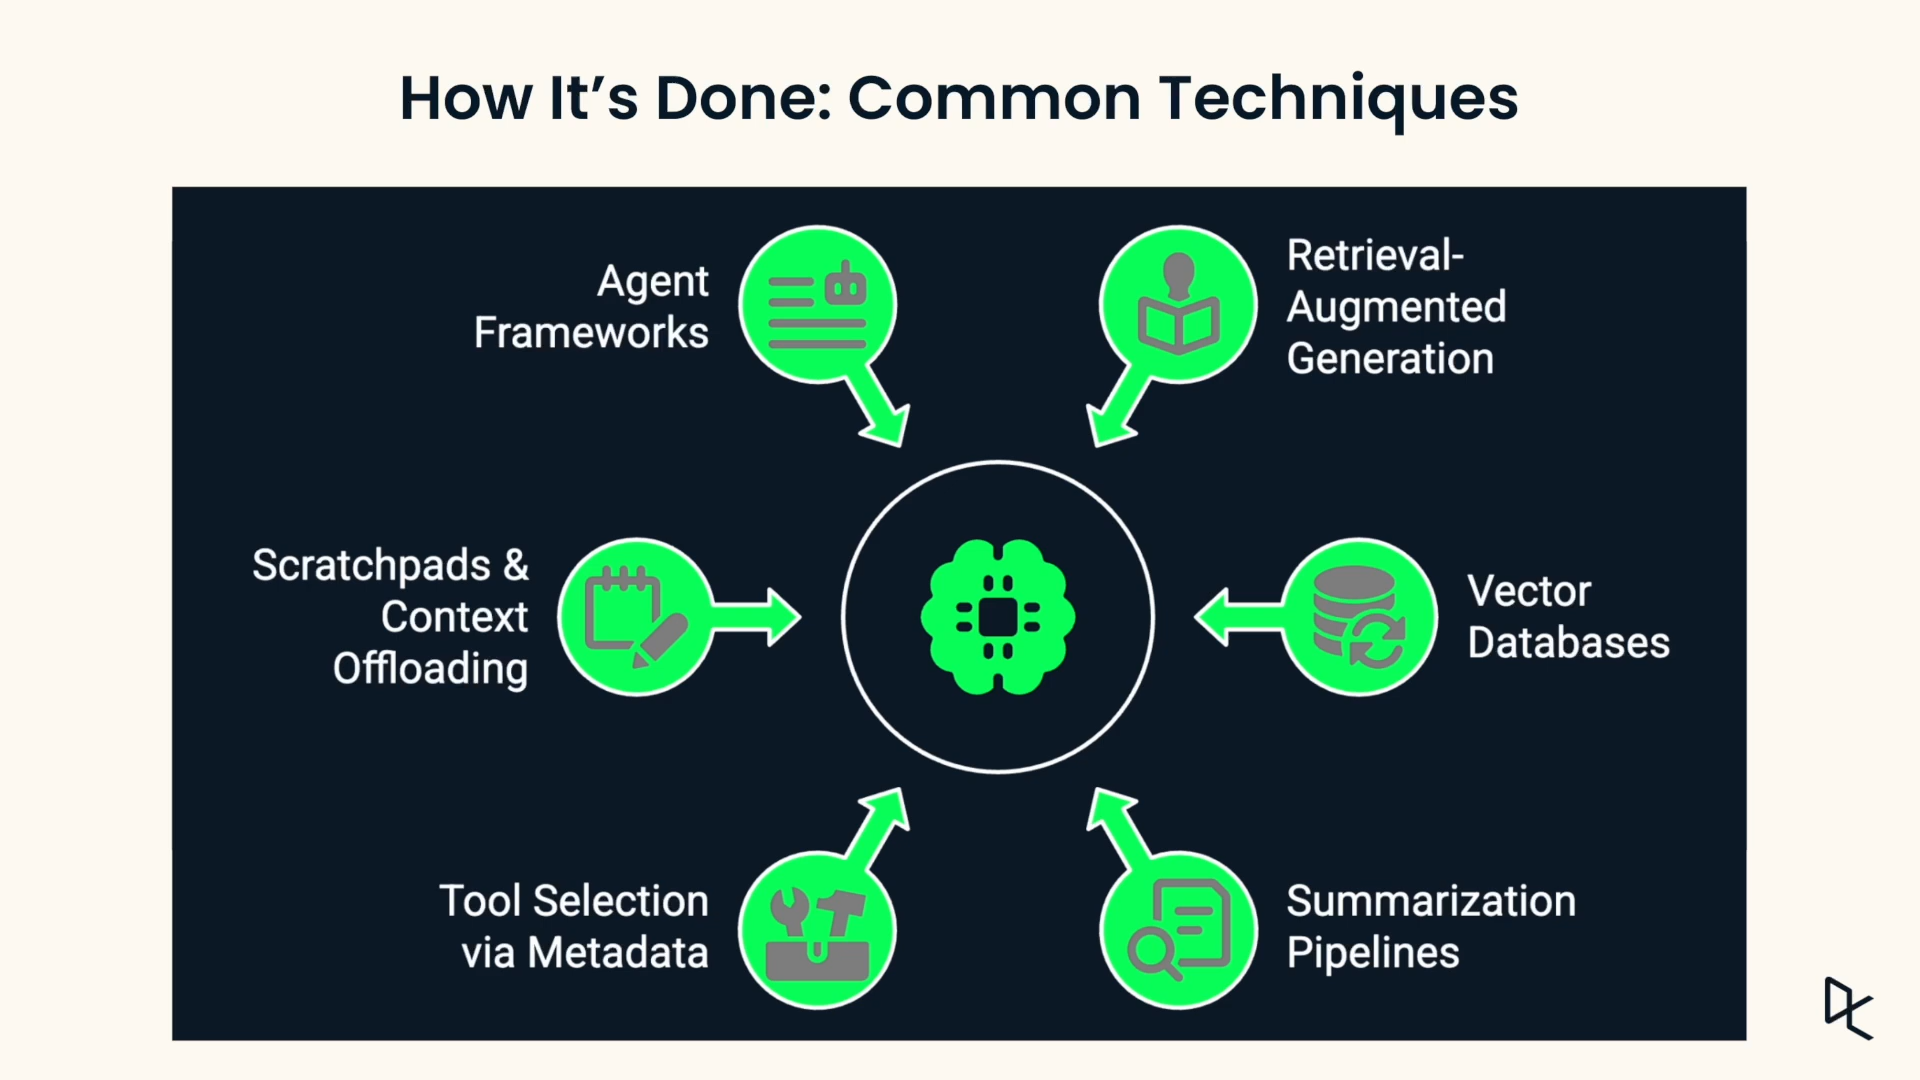 How It’s Done: Common Techniques
Agent
Frameworks
Retrieval-
Augmented
Generation
Scratchpads &
Context
Offloading
Vector
Databases
Tool Selection
via Metadata
Summarization
Pipelines